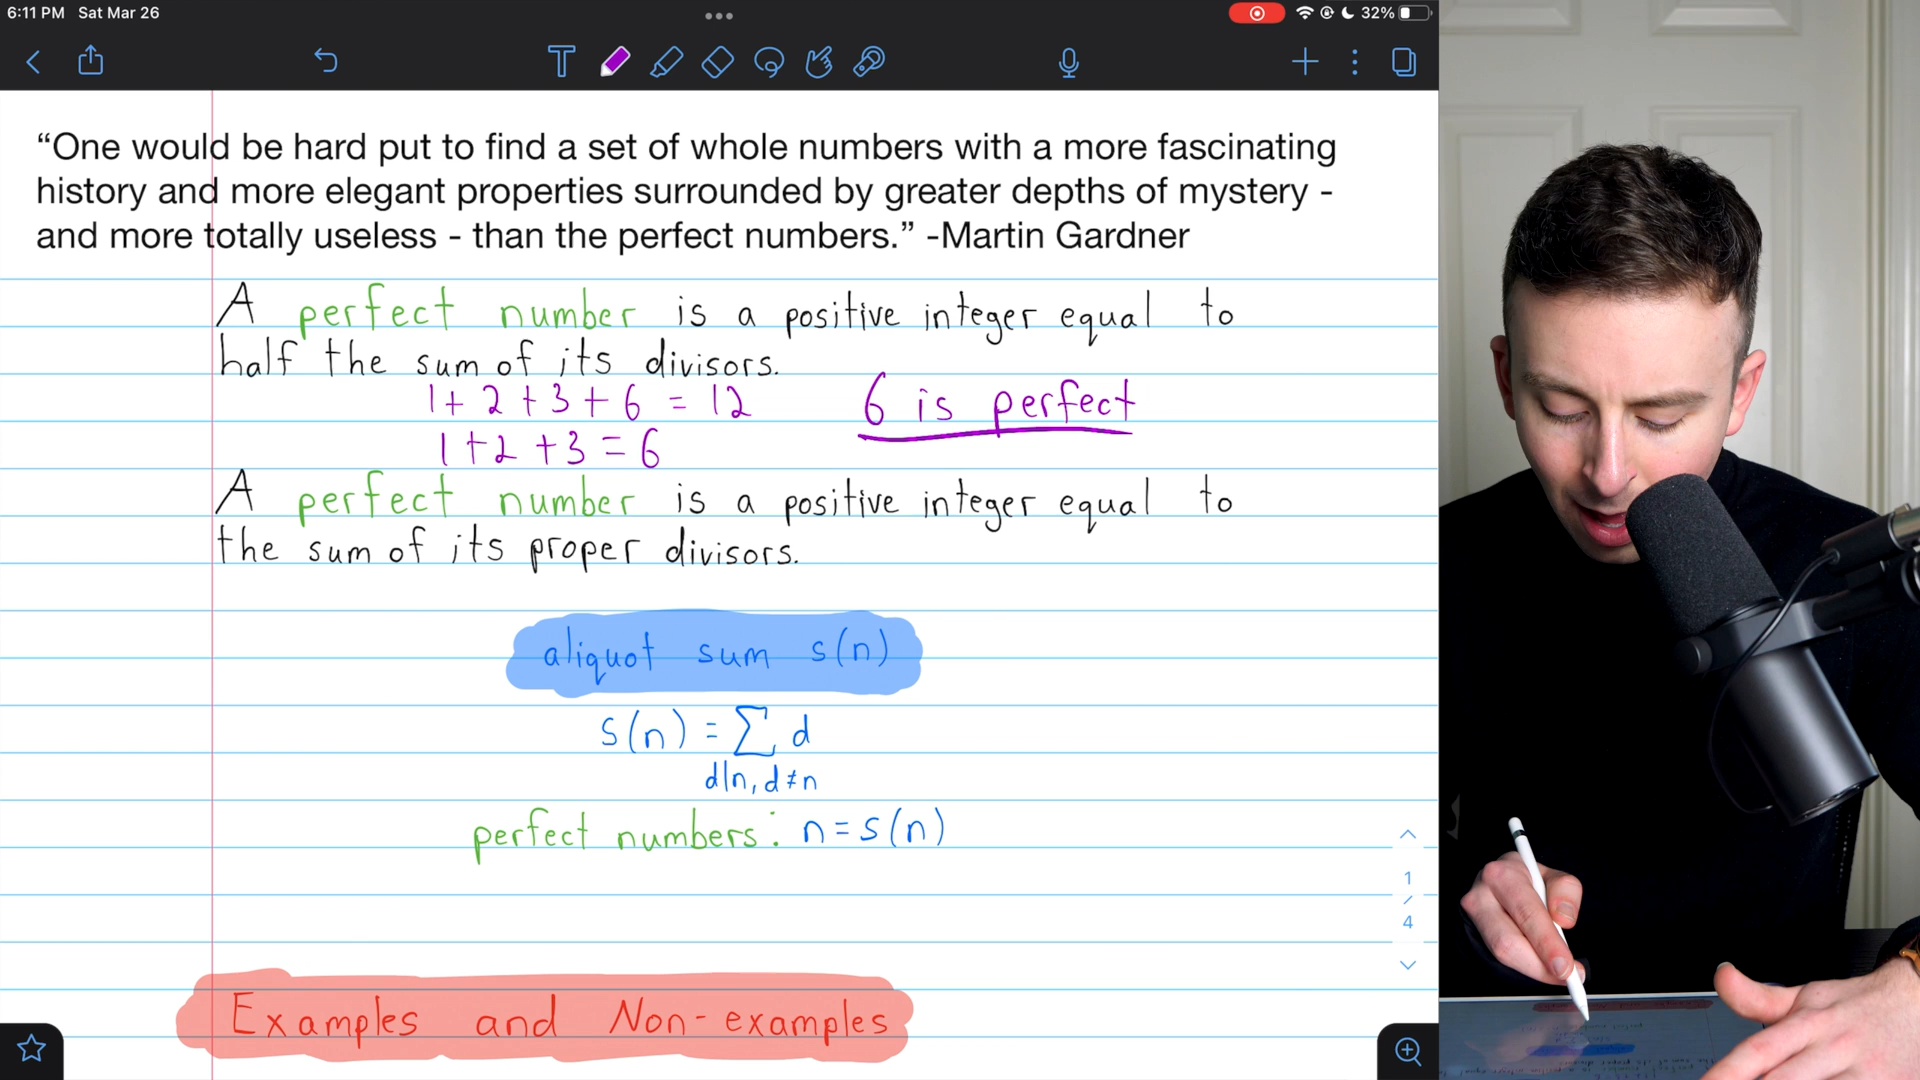 6:11 PM Sat Mar 26
32%
“One would be hard put to find a set of whole numbers with a more fascinating
history and more elegant properties surrounded by greater depths of mystery -
and more totally useless - than the perfect numbers.” -Martin Gardner
A perfect number is a positive integer equal to
half the sum of its divisors.
1 + 2 + 3 + 6 = 12
6 is perfect
1 + 2 + 3 = 6
A perfect number is a positive integer equal to
the sum of its proper divisors.
aliquot sum s(n)
s(n) = ∑ d
d|n, d≠n
perfect numbers: n = s(n)
1
/
4
Examples and Non-examples